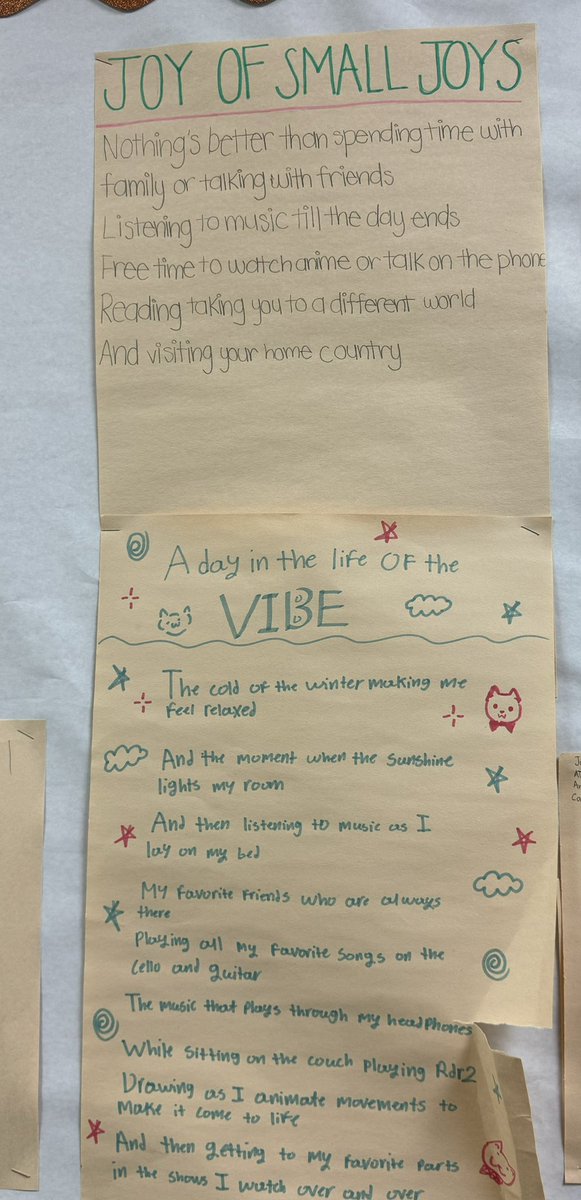 JOY OF SMALL JOYS
Nothing's better than spending time with
family or talking with friends
Listening to music till the day ends
Free time to watch anime or talk on the phone
Reading taking you to a different world
And visiting your home country
A day in the life OF the
VIBE
The cold of the winter making me
feel relaxed
And the moment when the sunshine
lights my room
And then listening to music as I
lay on my bed
My favorite friends who are always
there
Playing all my favorite songs on the
cello and guitar
The music that plays through my headphones
While sitting on the couch playing Rdr2
Drawing as I animate movements to
make it come to life
And then getting to my favorite parts
in the shows I watch over and over